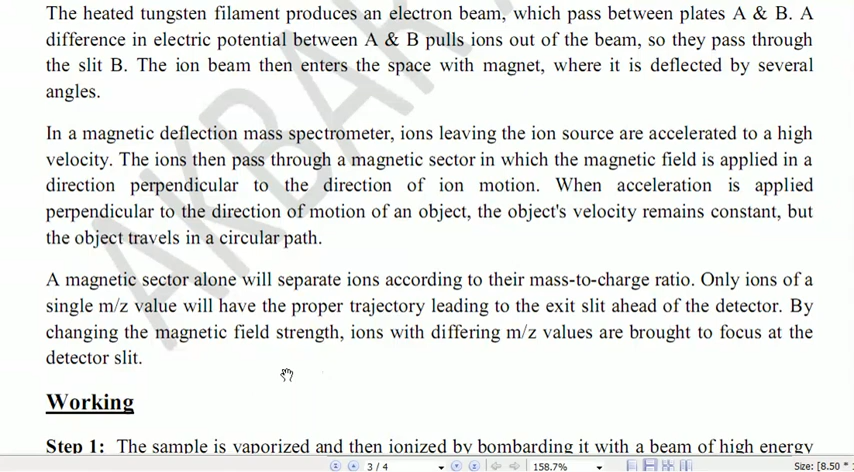 The heated tungsten filament produces an electron beam, which pass between plates A & B. A
difference in electric potential between A & B pulls ions out of the beam, so they pass through
the slit B. The ion beam then enters the space with magnet, where it is deflected by several
angles.
In a magnetic deflection mass spectrometer, ions leaving the ion source are accelerated to a high
velocity. The ions then pass through a magnetic sector in which the magnetic field is applied in a
direction perpendicular to the direction of ion motion. When acceleration is applied
perpendicular to the direction of motion of an object, the object's velocity remains constant, but
the object travels in a circular path.
A magnetic sector alone will separate ions according to their mass-to-charge ratio. Only ions of a
single m/z value will have the proper trajectory leading to the exit slit ahead of the detector. By
changing the magnetic field strength, ions with differing m/z values are brought to focus at the
detector slit.
Working
Step 1: The sample is vaporized and then ionized by bombarding it with a beam of high energy
AKBAR
3 / 4
158.7%
Size: [8.50 *